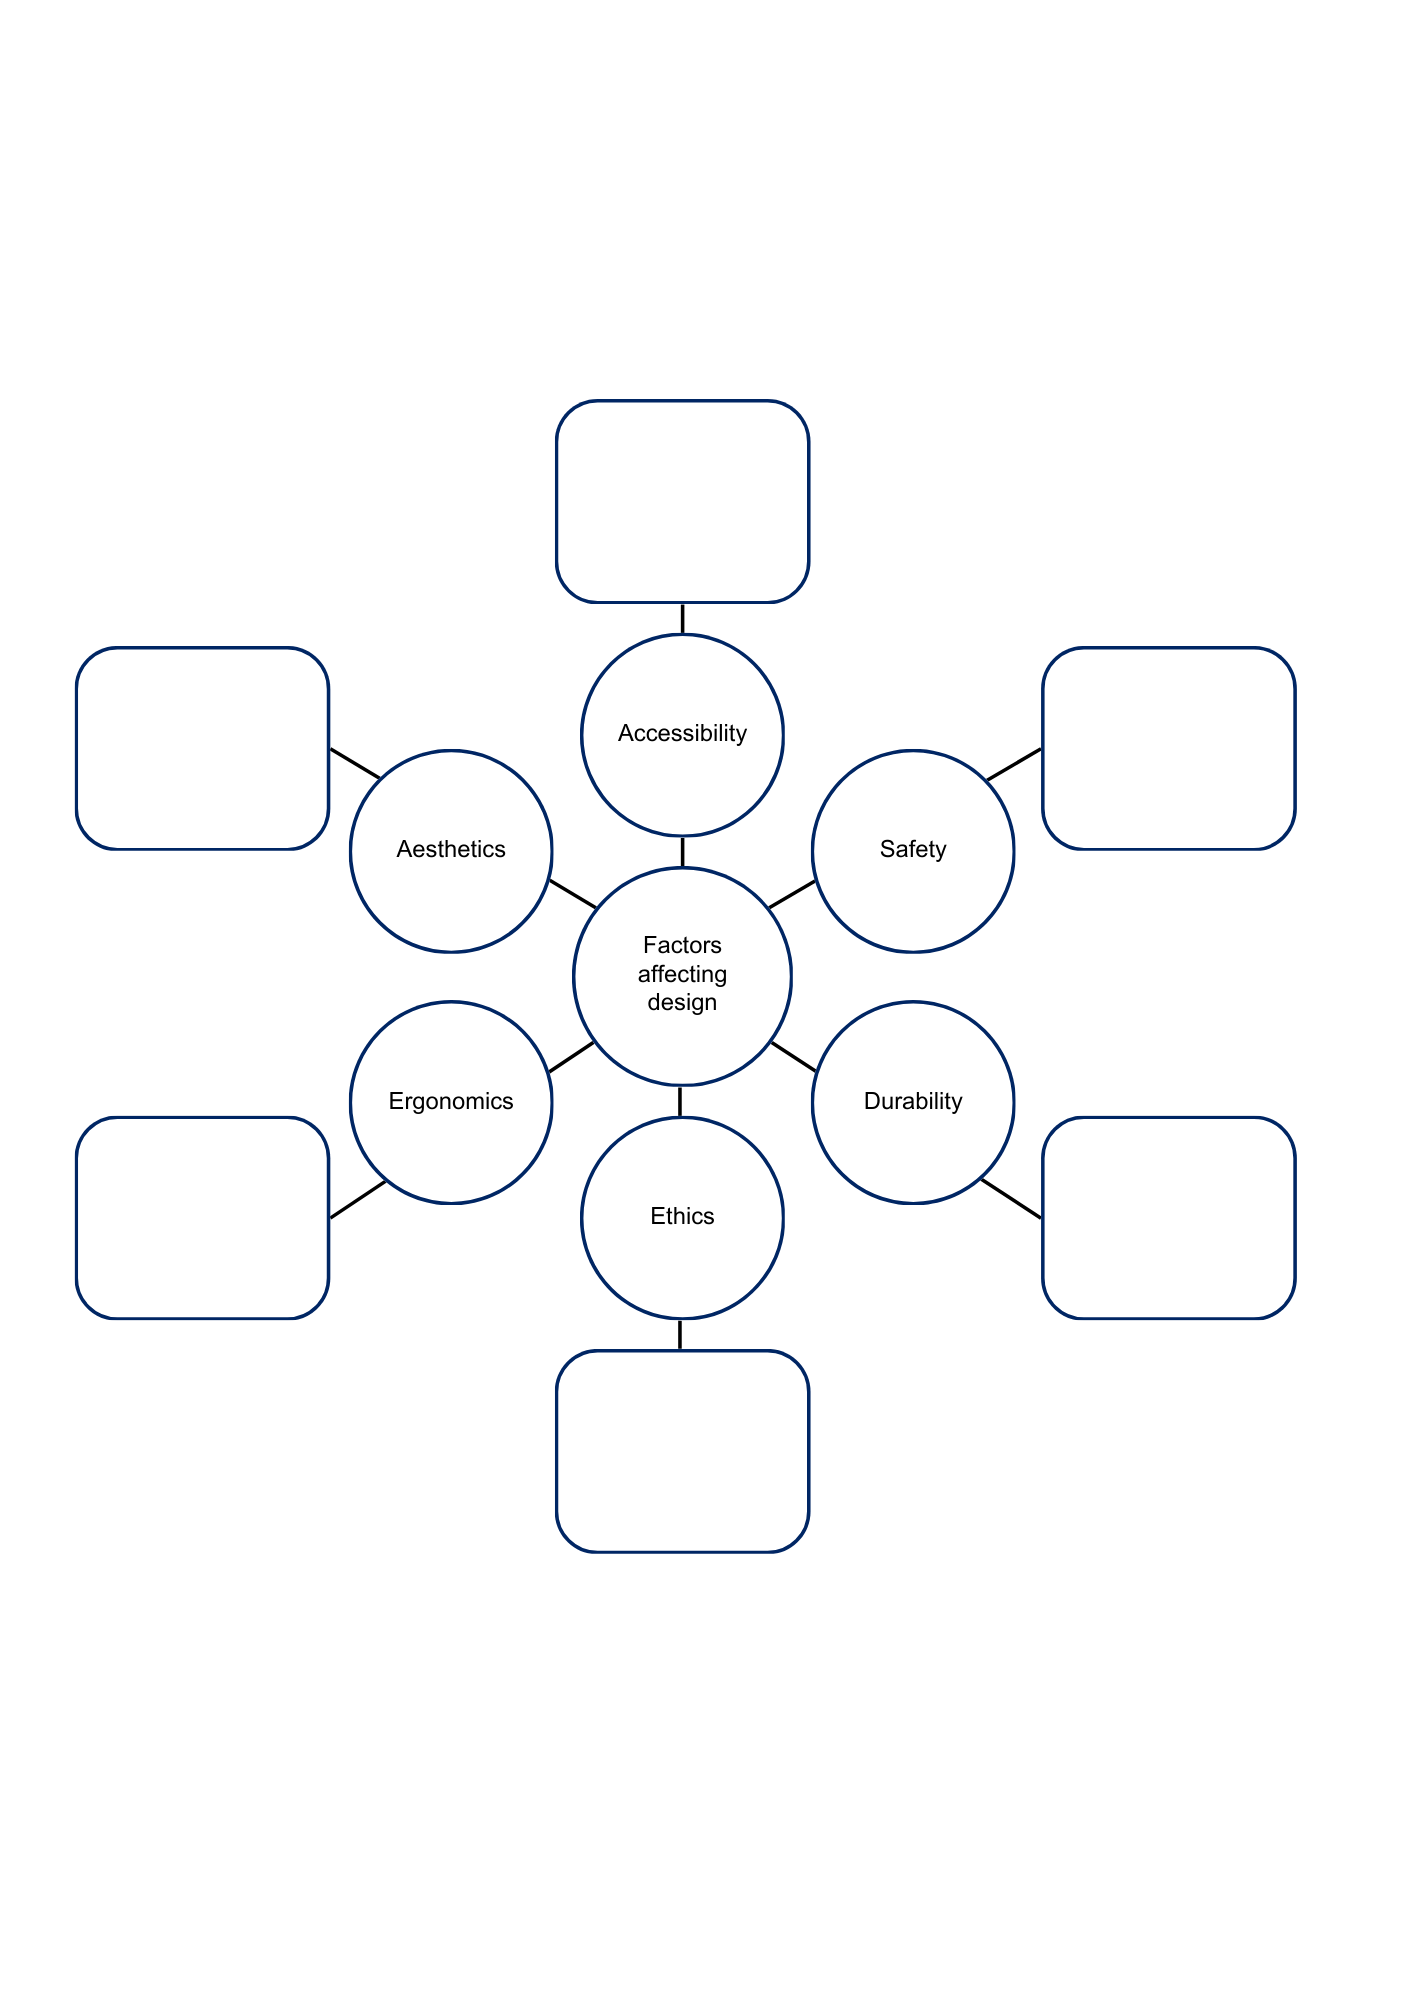 Accessibility
Aesthetics
Safety
Factors
affecting
design
Ergonomics
Durability
Ethics